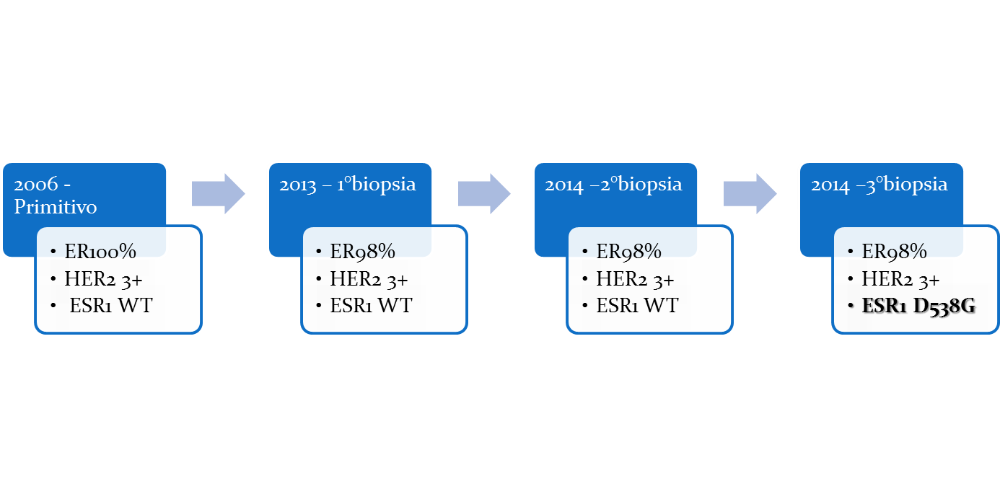 2006 -
Primitivo
• ER100%
• HER2 3+
• ESR1 WT
2013 – 1°biopsia
• ER98%
• HER2 3+
• ESR1 WT
2014 –2°biopsia
• ER98%
• HER2 3+
• ESR1 WT
2014 –3°biopsia
• ER98%
• HER2 3+
• ESR1 D538G